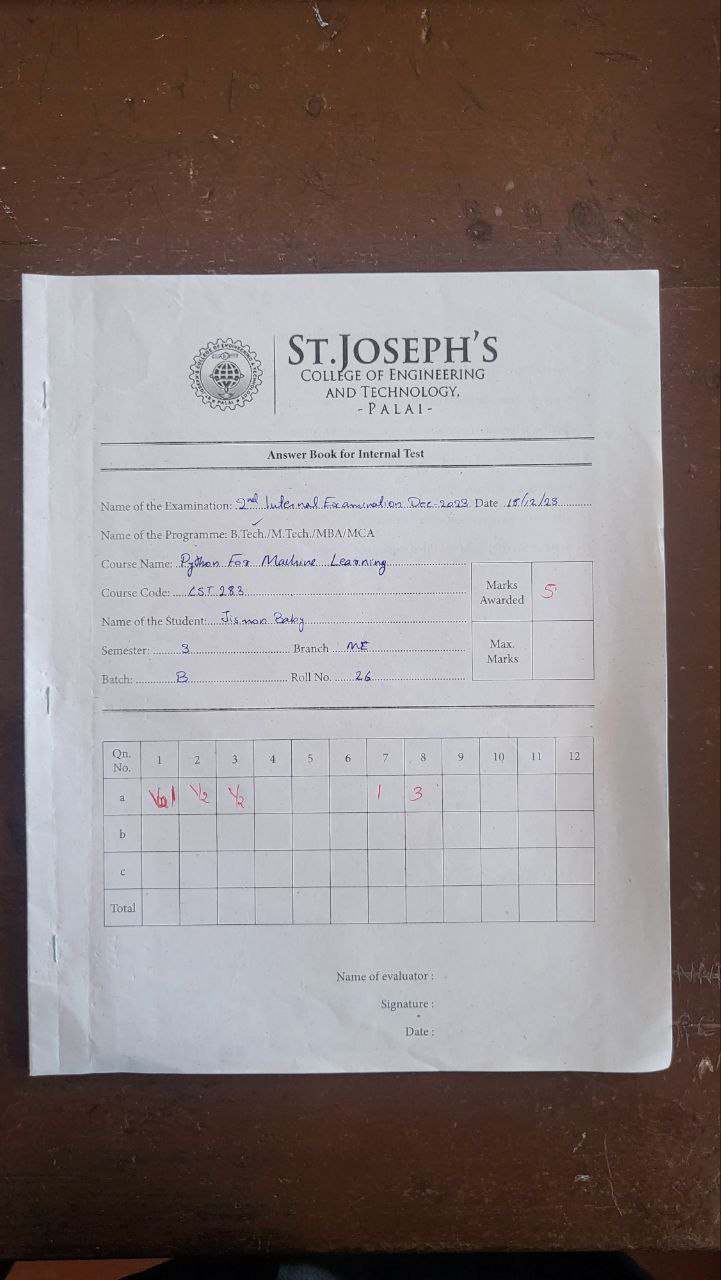 ST.JOSEPH'S
COLLEGE OF ENGINEERING
AND TECHNOLOGY,
- PALAI -
Answer Book for Internal Test
Name of the Examination: 2nd Internal Examination Dec-2023 Date 18/12/23
Name of the Programme: B.Tech./M.Tech./MBA/MCA
Course Name: Python For Machine Learning
Course Code: CST 283
Name of the Student: Jismon Baby
Marks Awarded 5
Semester: 3 Branch ME
Max. Marks
Batch: B Roll No. 26
Qn. No. 1 2 3 4 5 6 7 8 9 10 11 12
a 1/2 1/2 1 3
b
c
Total
Name of evaluator :
Signature :
Date :